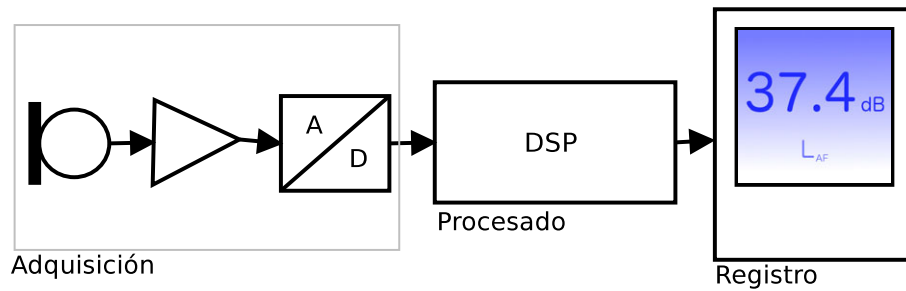 A
D
Adquisición
DSP
Procesado
37.4 dB
LAF
Registro